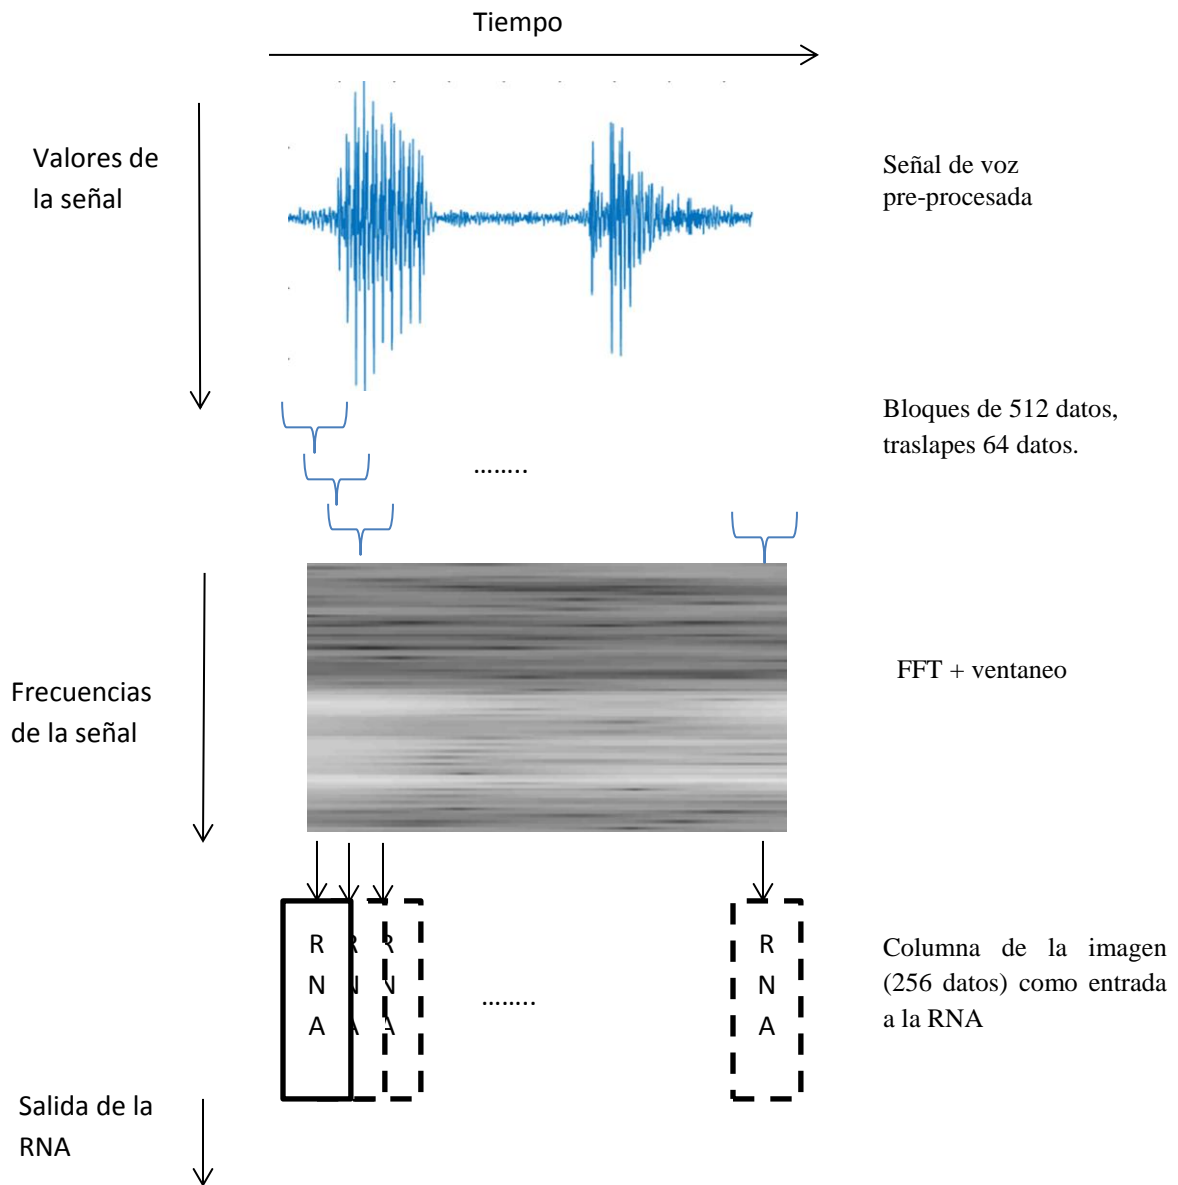 Tiempo
Valores de
la señal
Señal de voz
pre-procesada
Bloques de 512 datos,
traslapes 64 datos.
........
FFT + ventaneo
Frecuencias
de la señal
R R R R
N N N N
A A A A
........
Columna de la imagen
(256 datos) como entrada
a la RNA
Salida de la
RNA